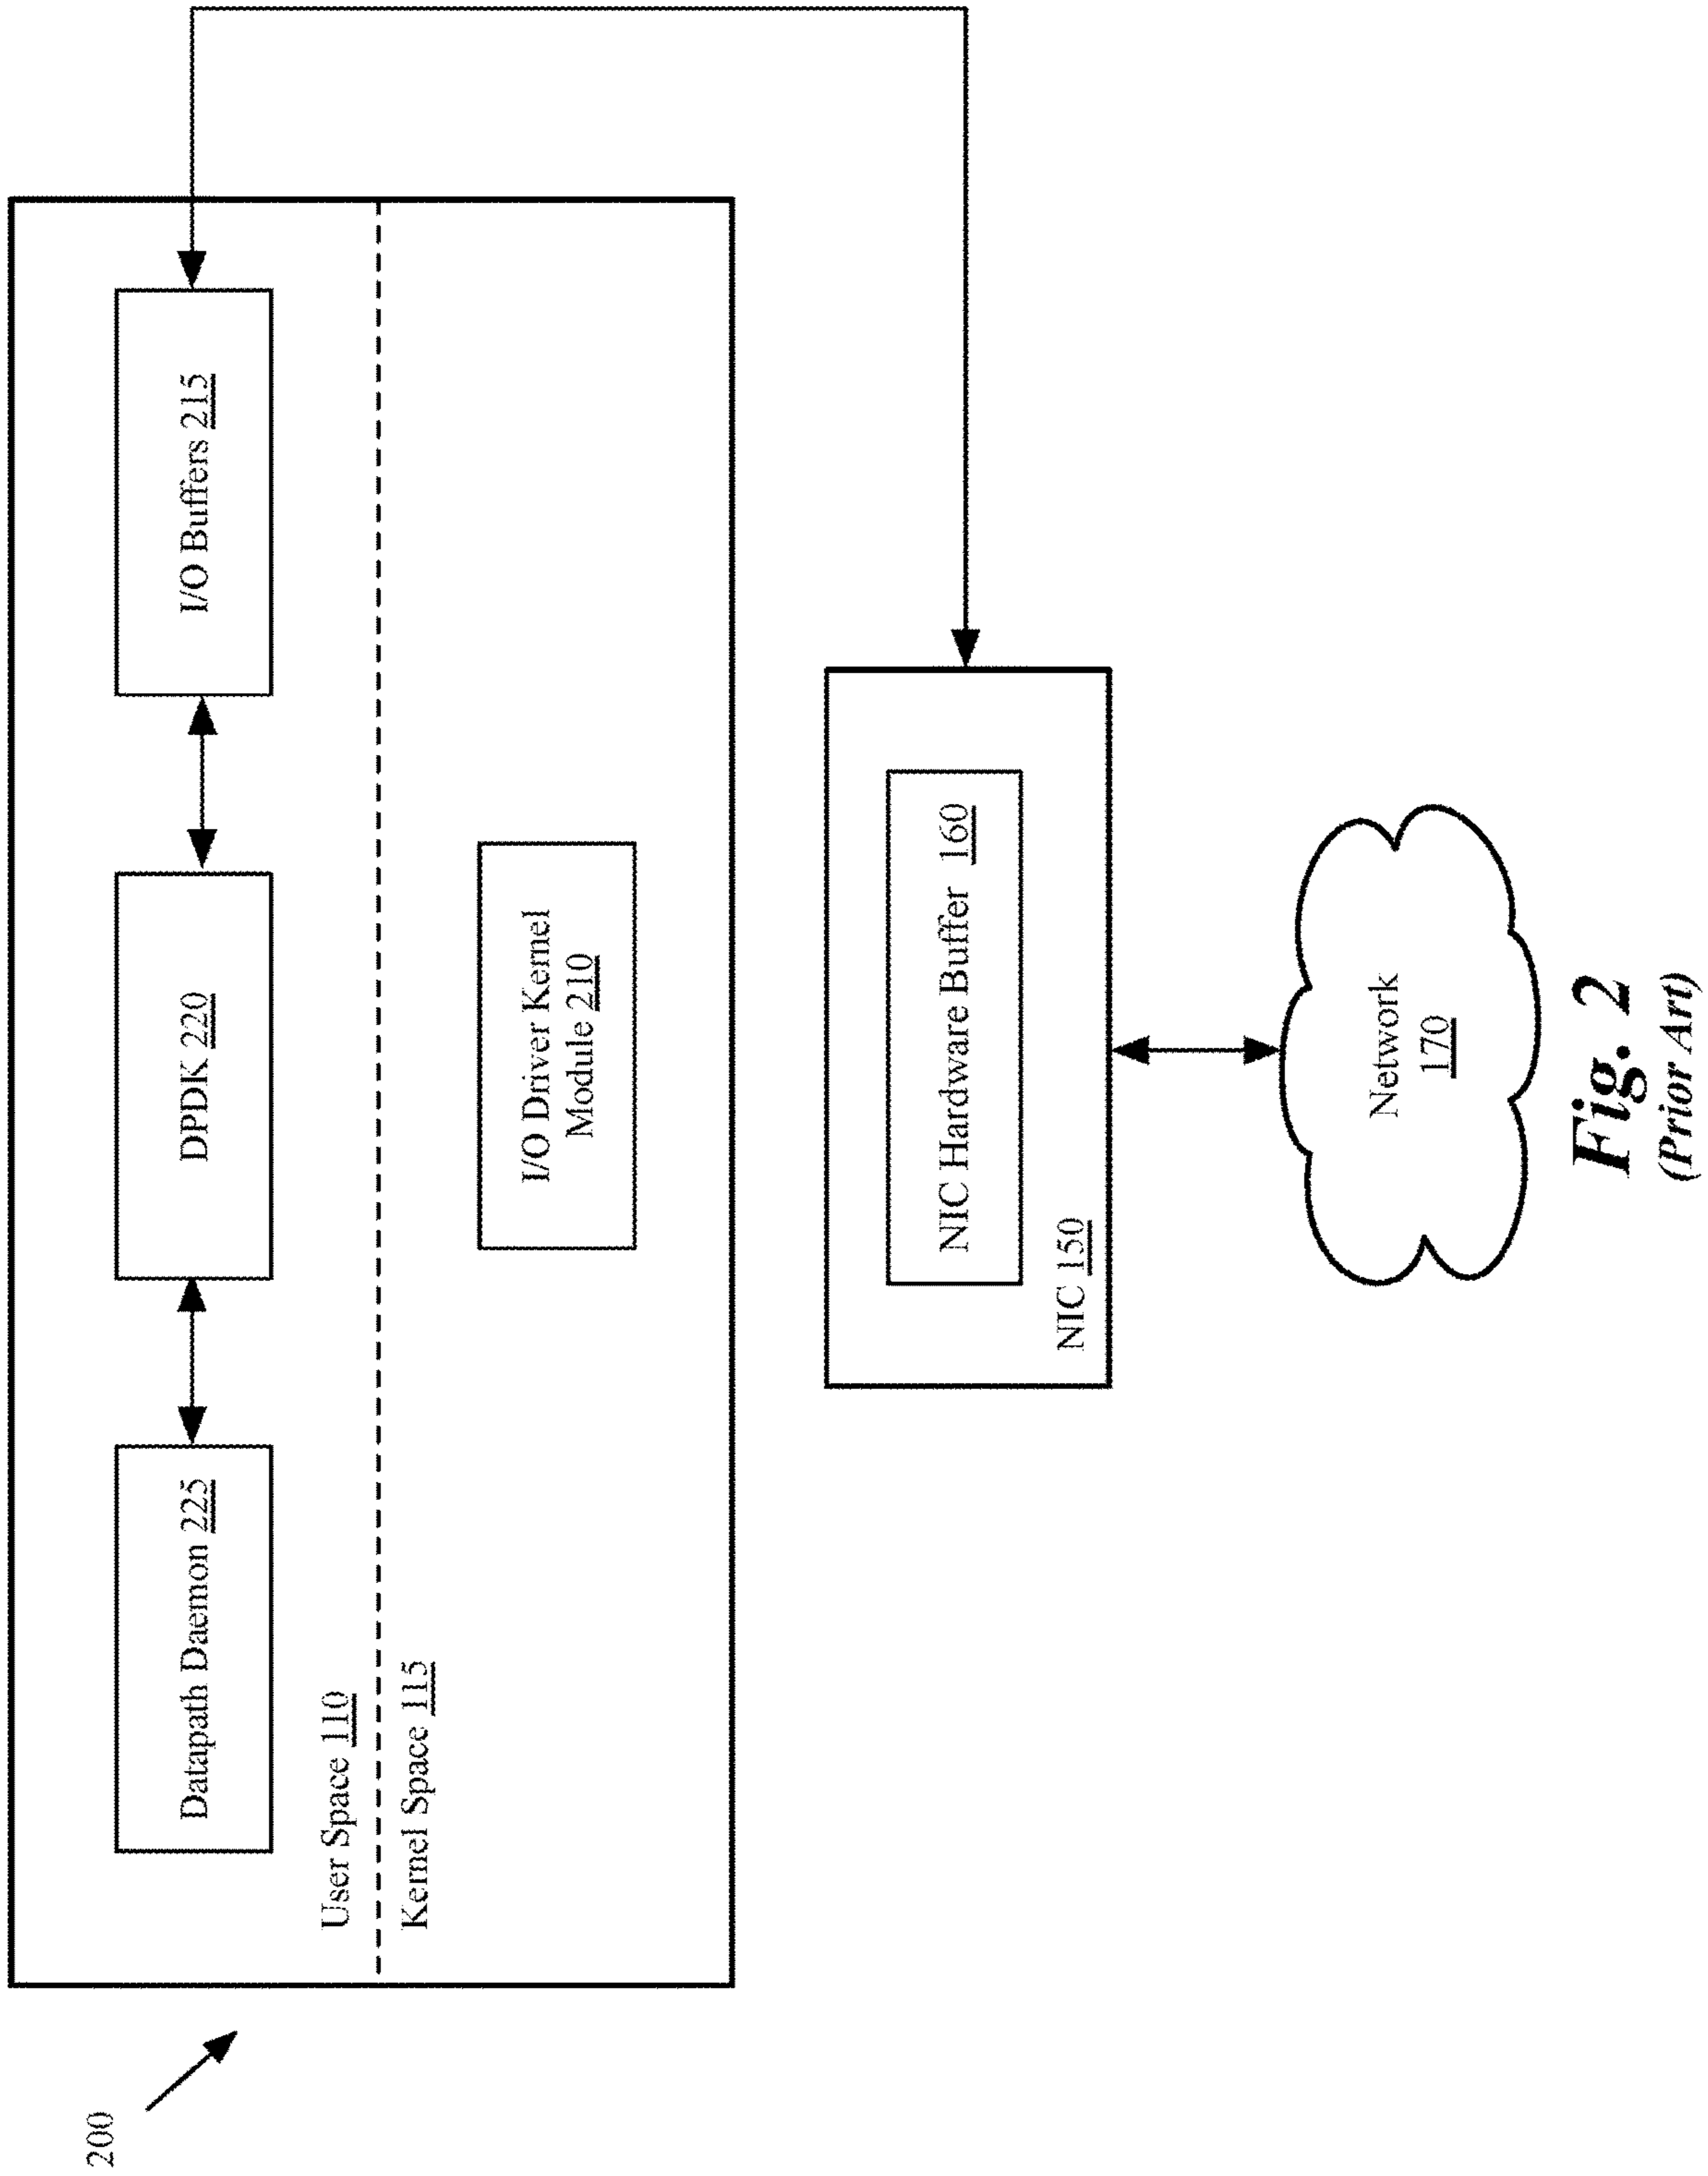 200
Datapath Daemon 225
DPDK 220
I/O Buffers 215
User Space 110
Kernel Space 115
I/O Driver Kernel
Module 210
NIC Hardware Buffer 160
NIC 150
Network
170
Fig. 2
(Prior Art)